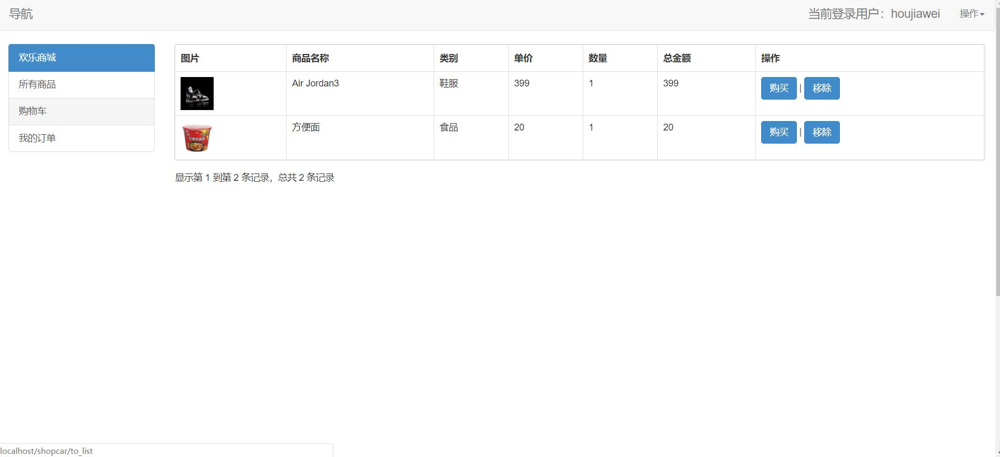 导航 当前登录用户：houjiawei 操作
欢乐商城
所有商品
购物车
我的订单
图片 商品名称 类别 单价 数量 总金额 操作
Air Jordan3 鞋服 399 1 399 购买 | 移除
方便面 食品 20 1 20 购买 | 移除
显示第 1 到第 2 条记录，总共 2 条记录
localhost/shopcar/to_list